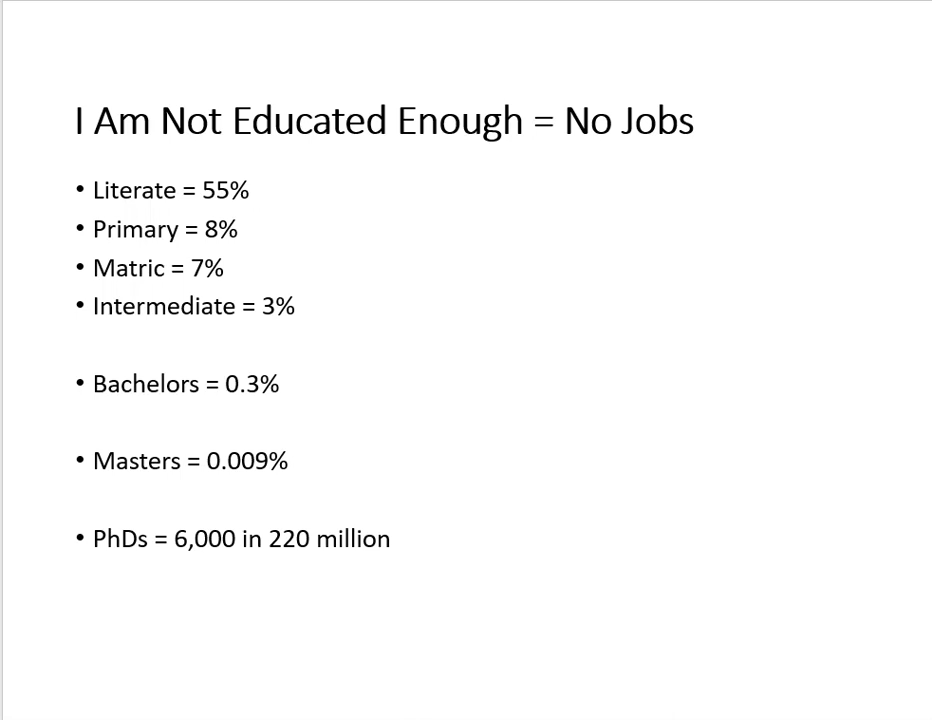 I Am Not Educated Enough = No Jobs
• Literate = 55%
• Primary = 8%
• Matric = 7%
• Intermediate = 3%
• Bachelors = 0.3%
• Masters = 0.009%
• PhDs = 6,000 in 220 million